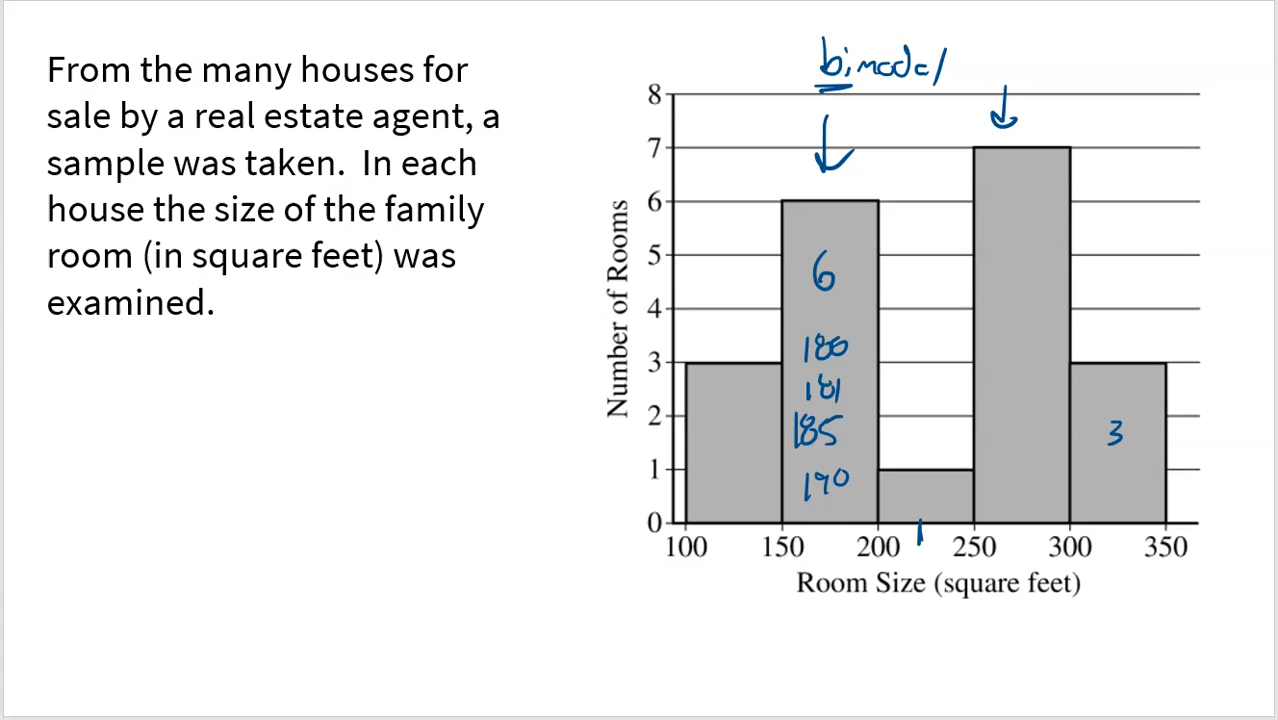 From the many houses for
sale by a real estate agent, a
sample was taken.  In each
house the size of the family
room (in square feet) was
examined.
bimodal
8
7
6
5
4
3
2
1
0
Number of Rooms
6
180
181
185
190
3
100 150 200 250 300 350
Room Size (square feet)